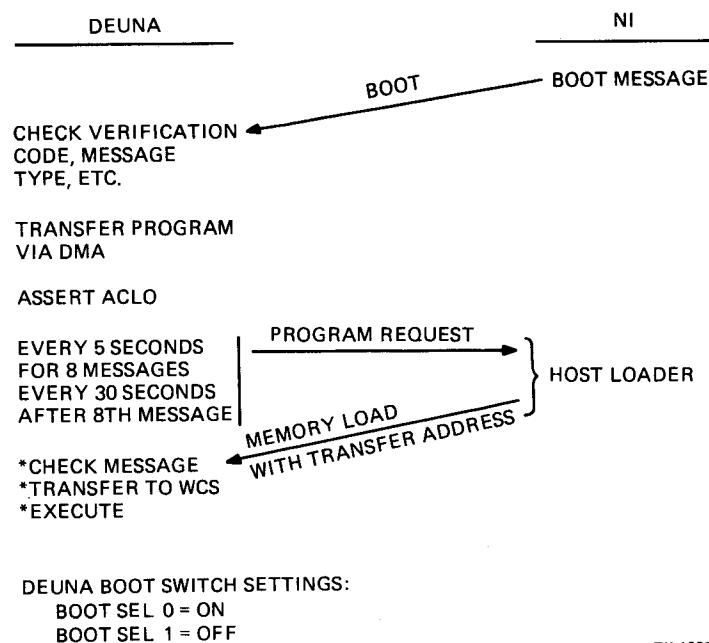 DEUNA
NI
BOOT
BOOT MESSAGE
CHECK VERIFICATION
CODE, MESSAGE
TYPE, ETC.
TRANSFER PROGRAM
VIA DMA
ASSERT ACLO
EVERY 5 SECONDS
FOR 8 MESSAGES
EVERY 30 SECONDS
AFTER 8TH MESSAGE
PROGRAM REQUEST
HOST LOADER
MEMORY LOAD
WITH TRANSFER ADDRESS
*CHECK MESSAGE
*TRANSFER TO WCS
*EXECUTE
DEUNA BOOT SWITCH SETTINGS:
BOOT SEL 0 = ON
BOOT SEL 1 = OFF